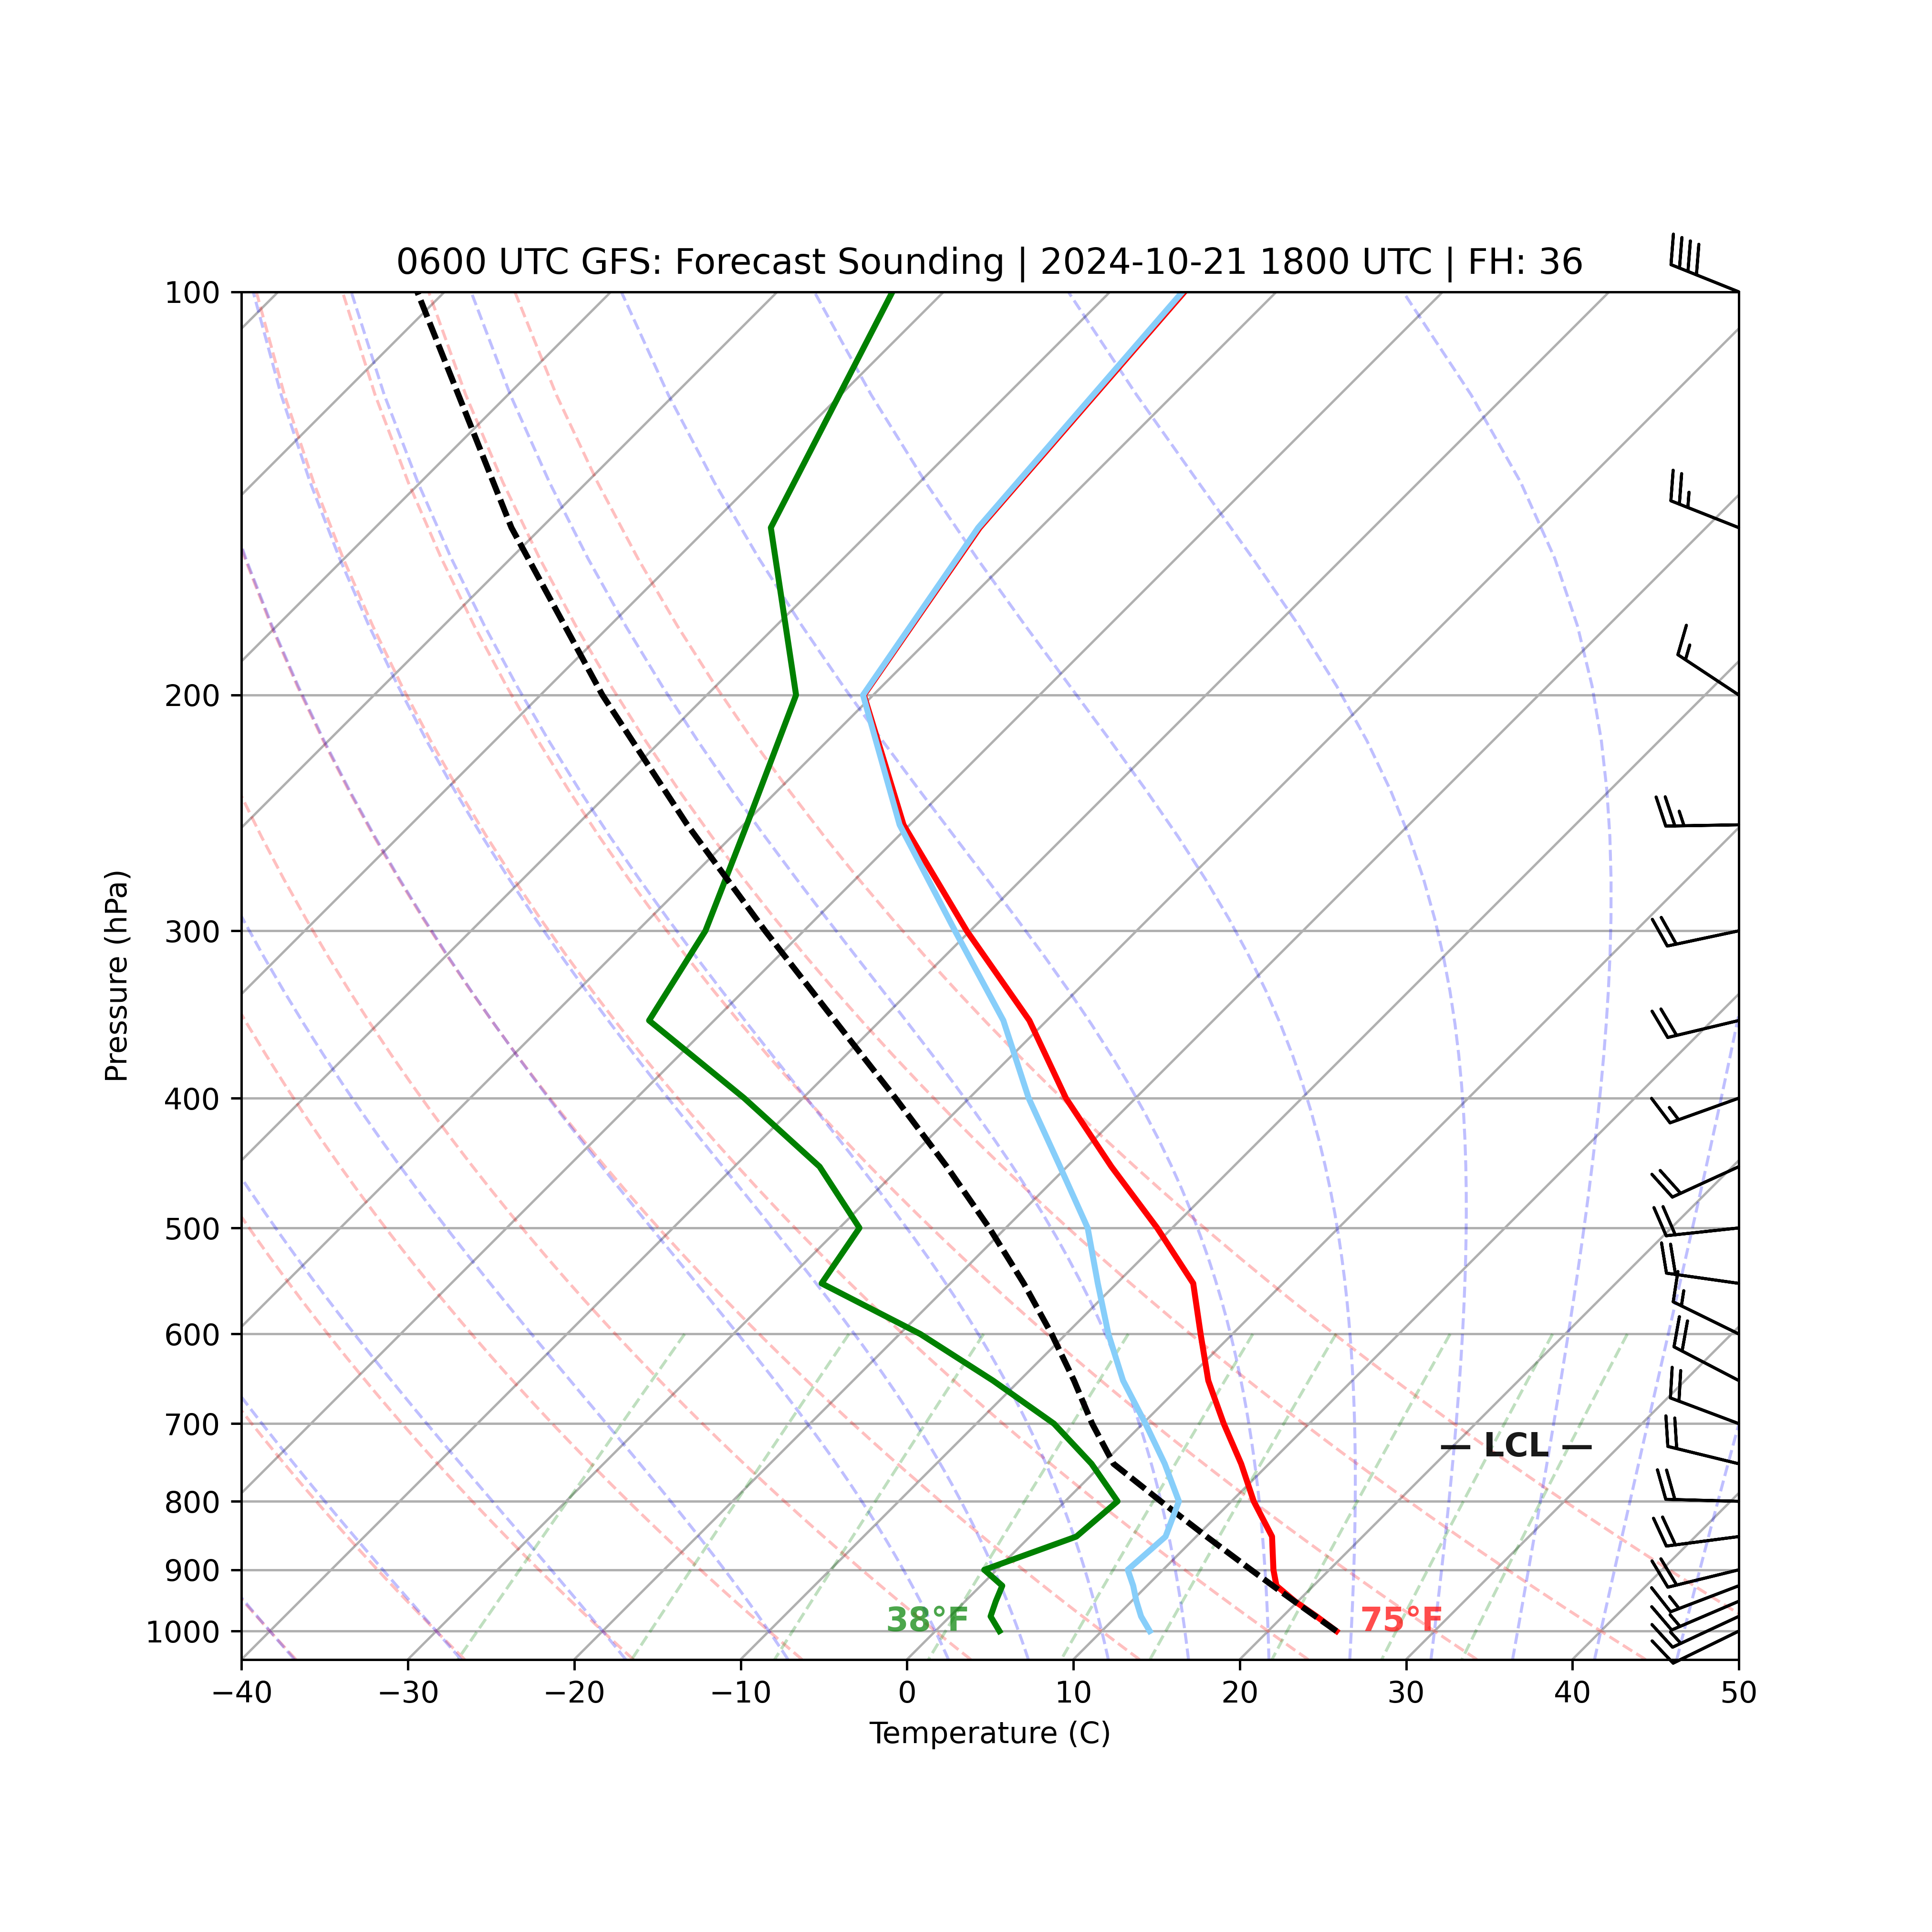 0600 UTC GFS: Forecast Sounding | 2024-10-21 1800 UTC | FH: 36
100
200
300
400
500
600
700
800
900
1000
Pressure (hPa)
— LCL —
38°F
75°F
−40 −30 −20 −10 0 10 20 30 40 50
Temperature (C)